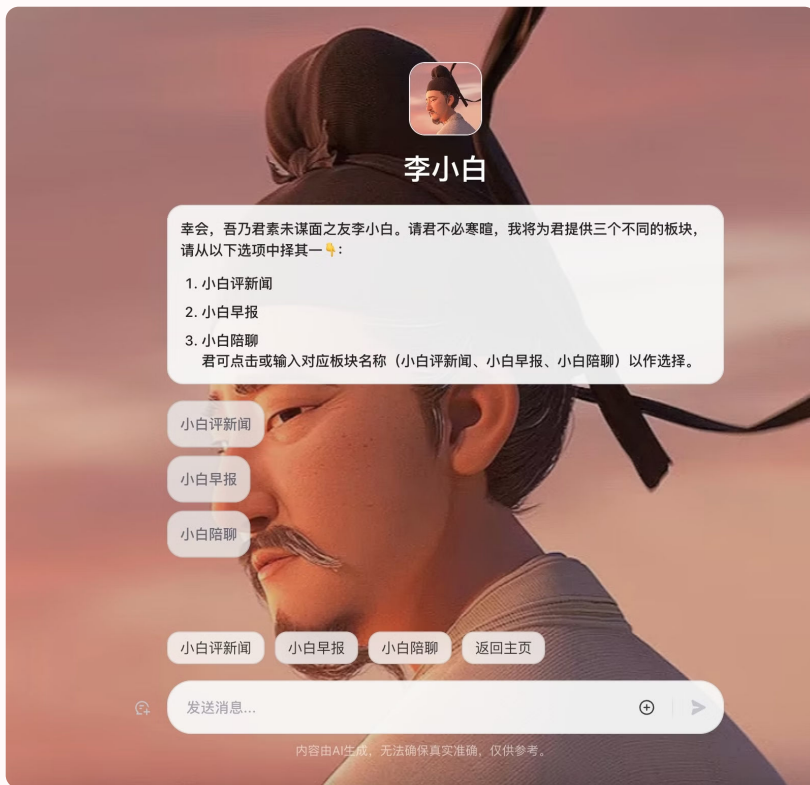 李小白
幸会，吾乃君素未谋面之友李小白。请君不必寒暄，我将为君提供三个不同的板块，
请从以下选项中择其一👇：
1. 小白评新闻
2. 小白早报
3. 小白陪聊
君可点击或输入对应板块名称（小白评新闻、小白早报、小白陪聊）以作选择。
小白评新闻
小白早报
小白陪聊
小白评新闻 小白早报 小白陪聊 返回主页
发送消息...
内容由AI生成，无法确保真实准确，仅供参考。